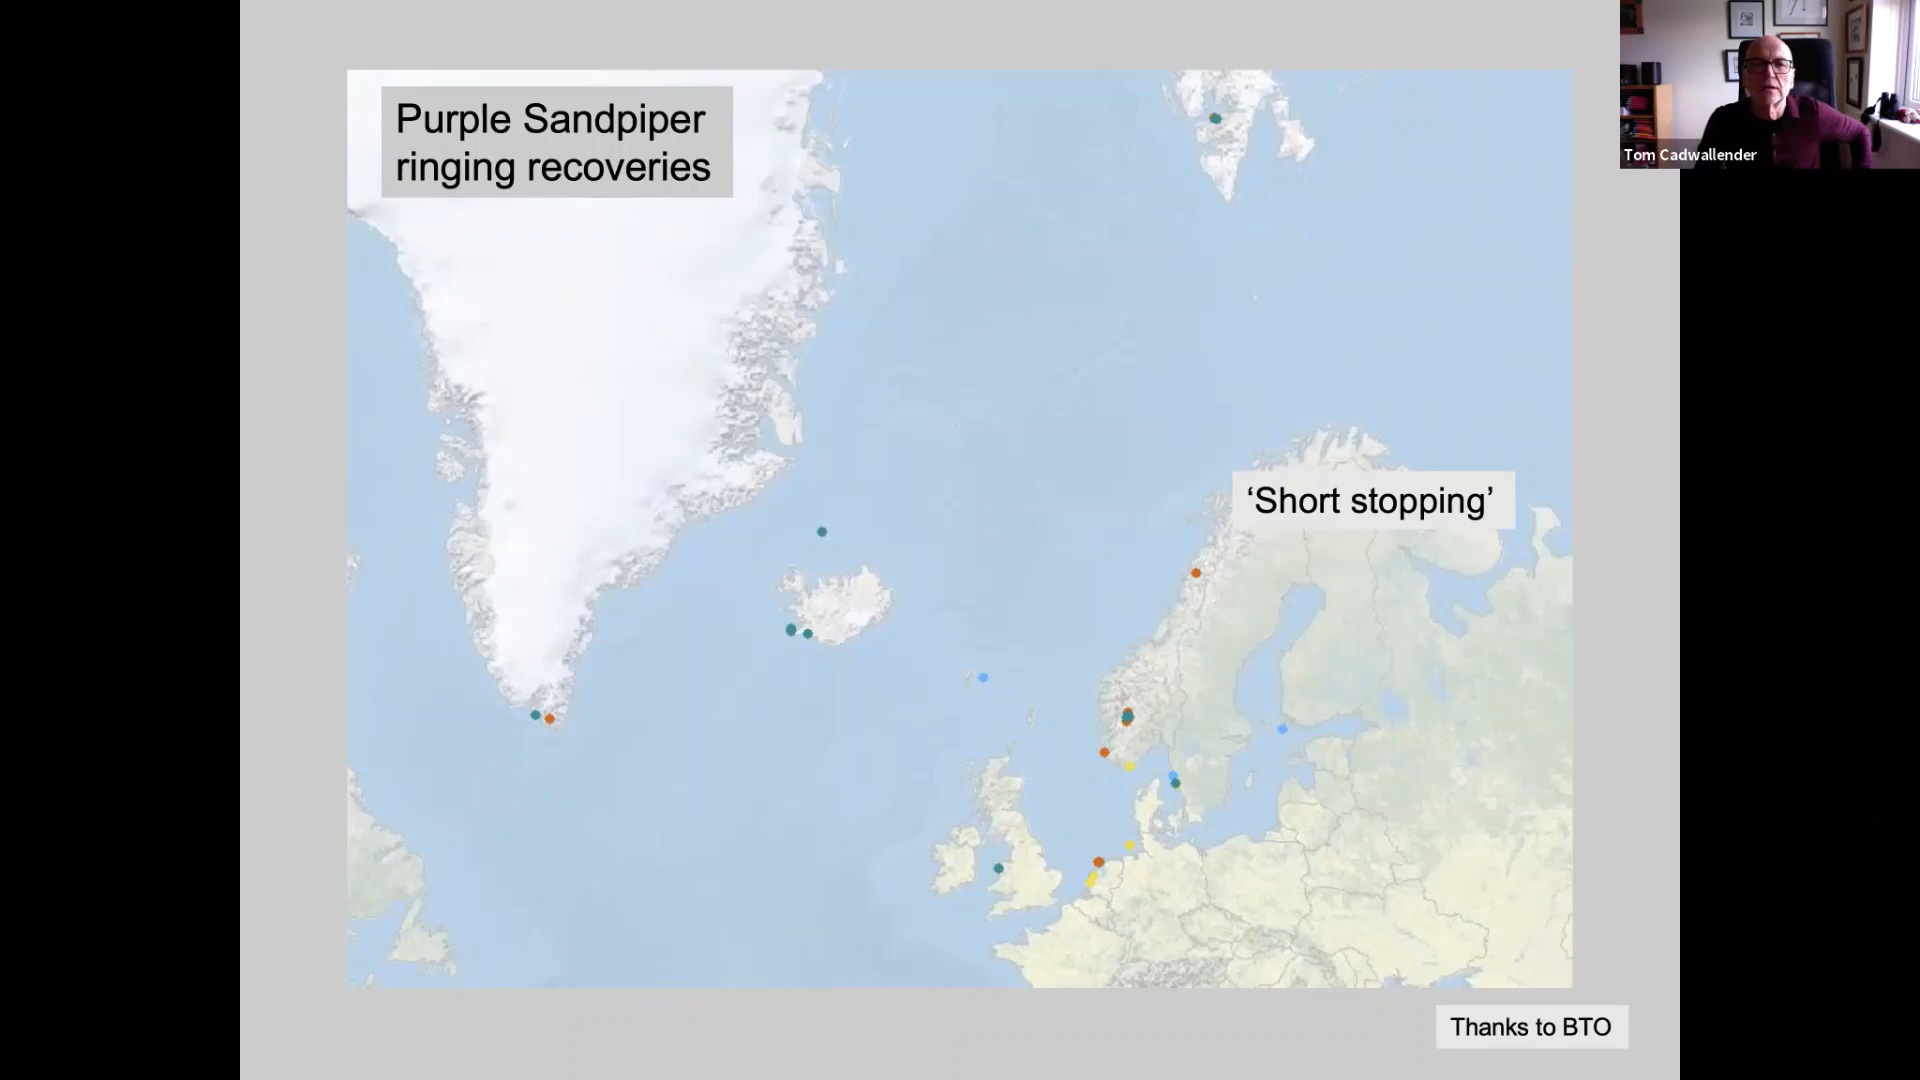 Purple Sandpiper
ringing recoveries
Tom Cadwallender
‘Short stopping’
Thanks to BTO